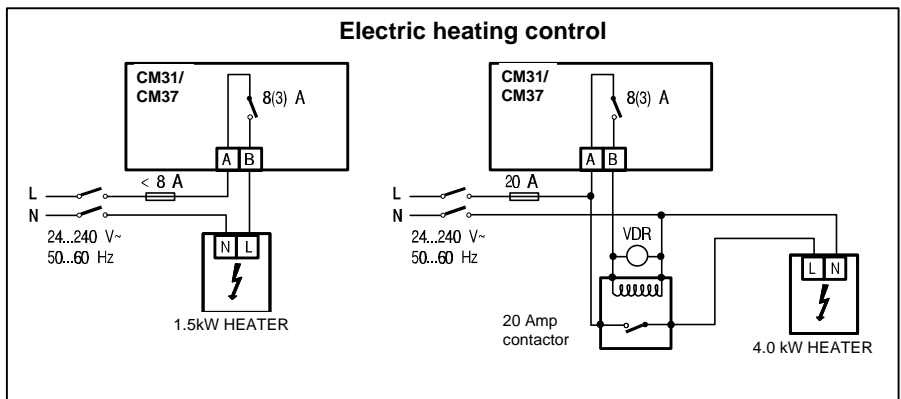 Electric heating control
CM31/
CM37
8(3) A
A B
< 8 A
L
N
24...240 V~
50...60 Hz
N L
1.5kW HEATER
CM31/
CM37
8(3) A
A B
20 A
L
N
24...240 V~
50...60 Hz
VDR
L N
20 Amp
contactor
4.0 kW HEATER